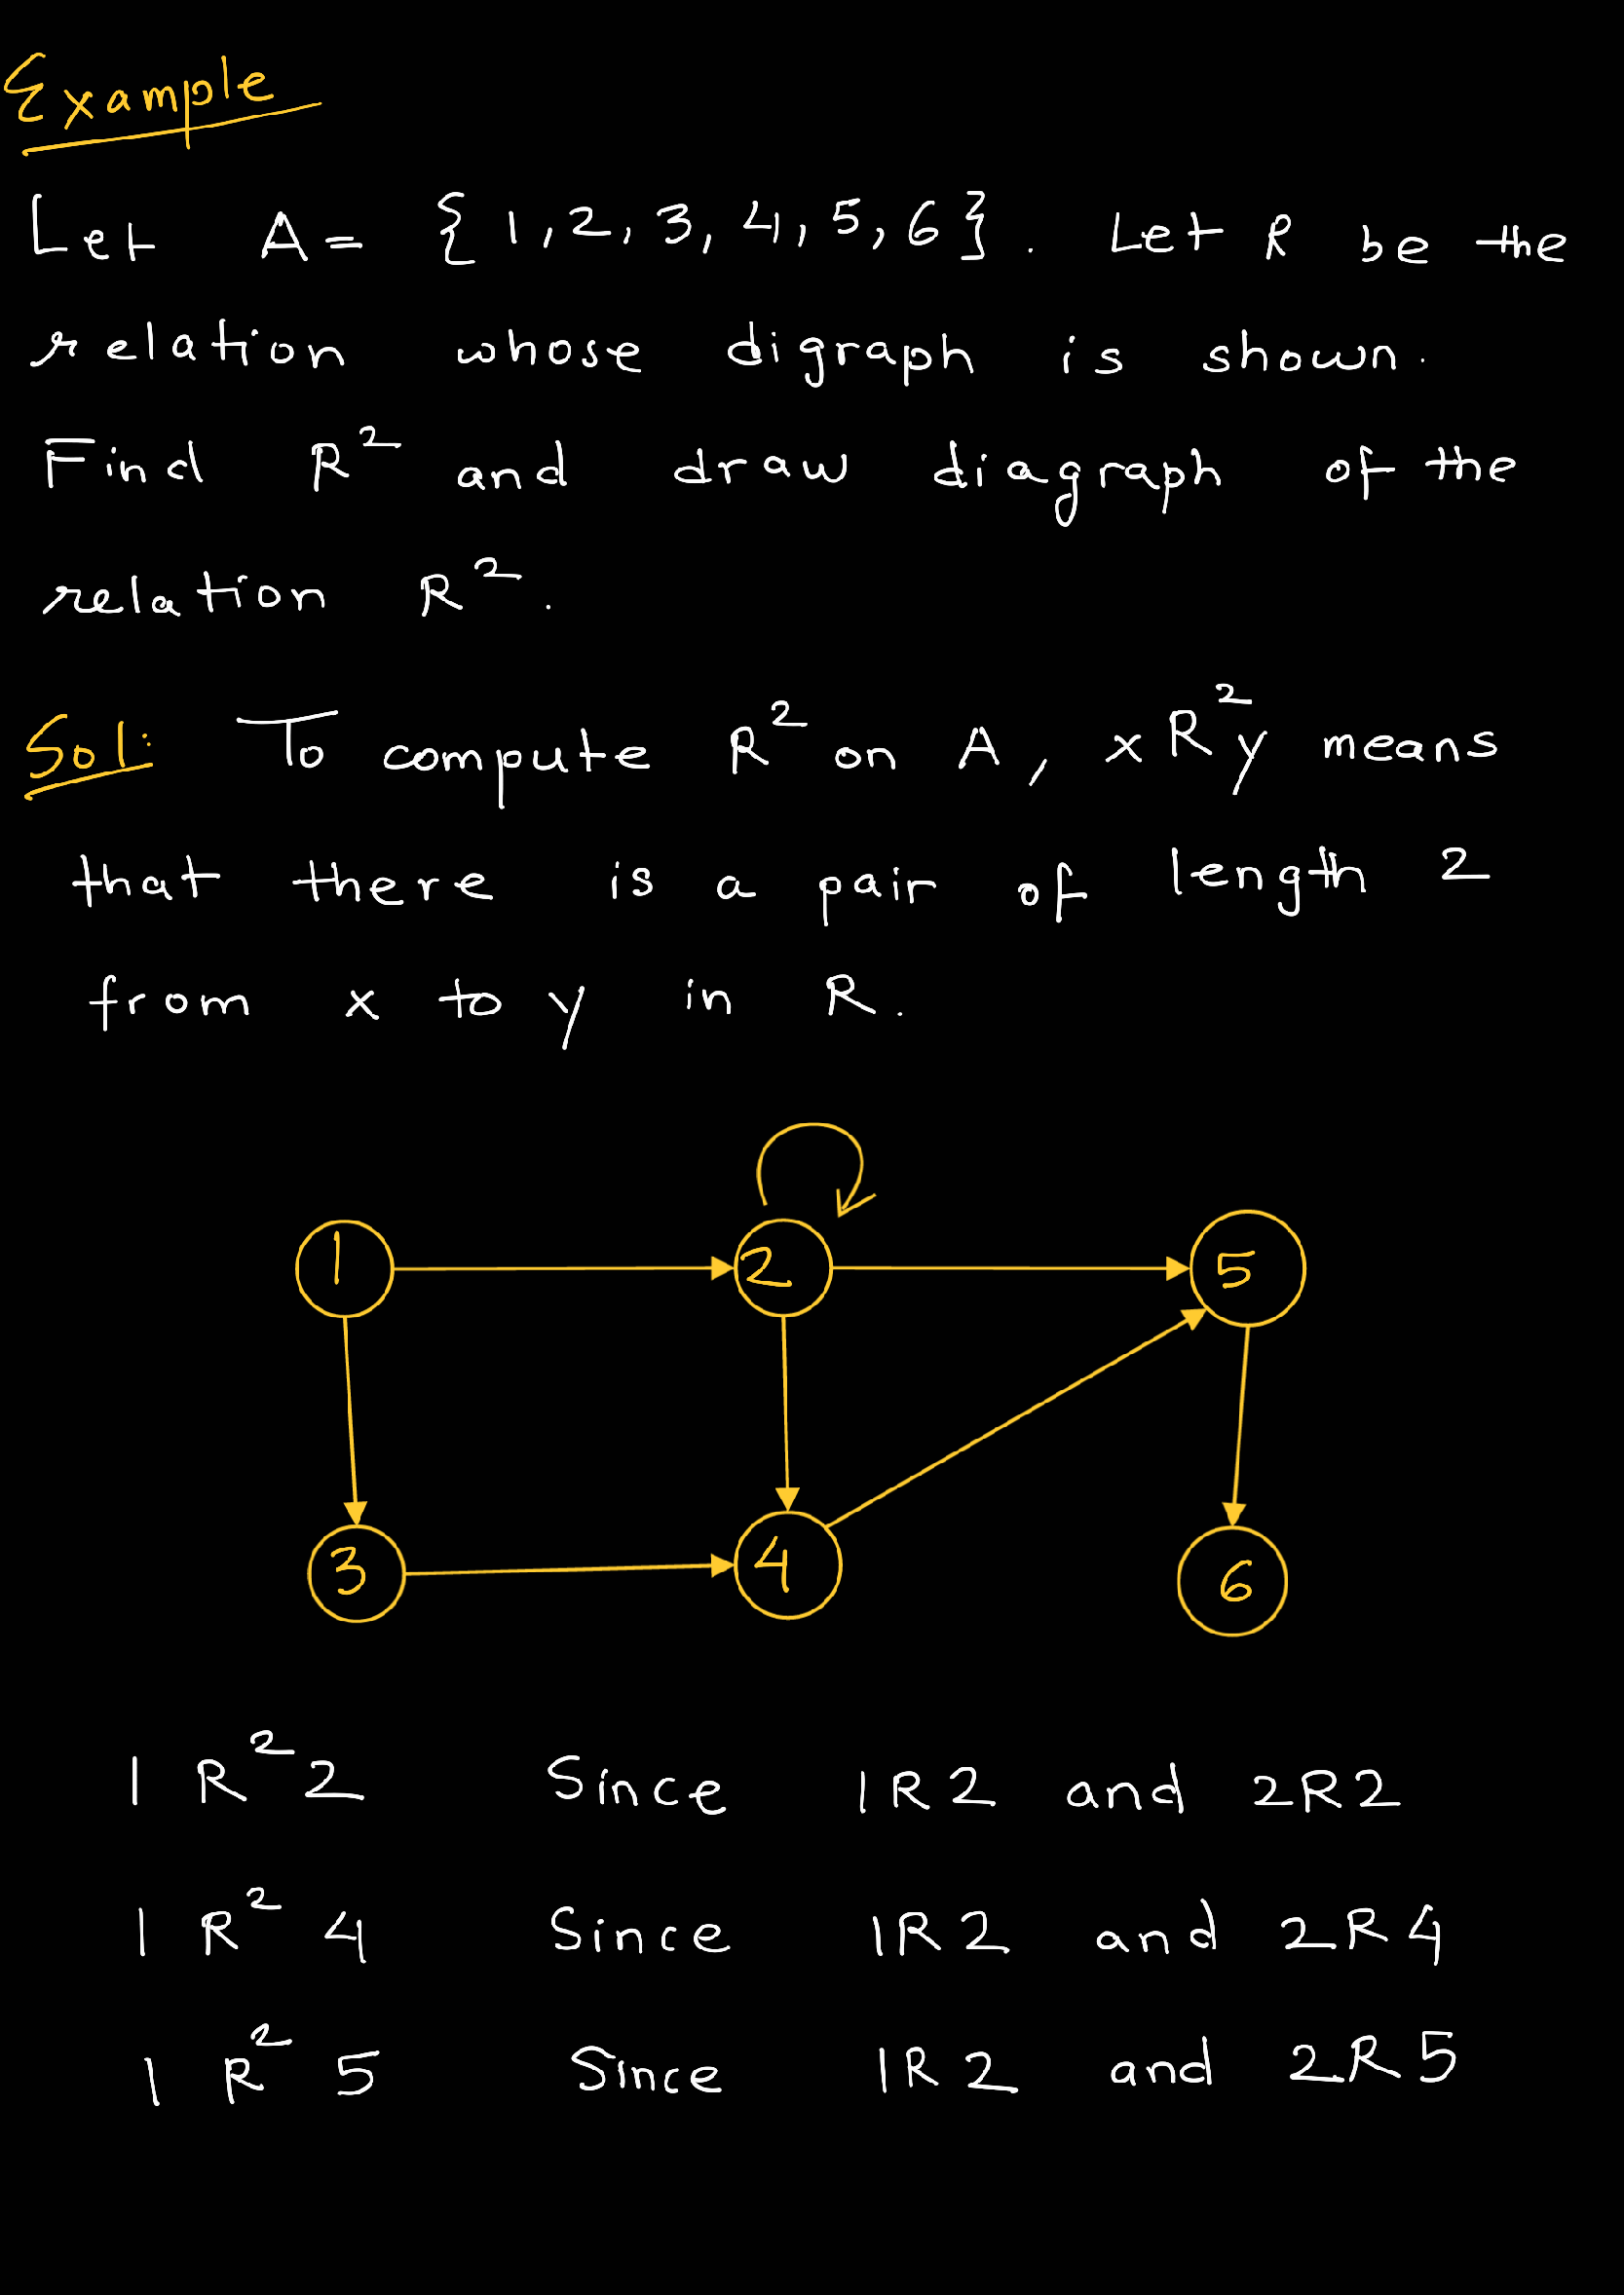 Example
Let A = { 1, 2, 3, 4, 5, 6 }. Let R be the
relation whose digraph is shown.
Find R² and draw diagraph of the
relation R².
Sol: To compute R² on A, x R² y means
that there is a pair of length 2
from x to y in R.
1 2 5
3 4 6
1 R² 2 Since 1R2 and 2R2
1 R² 4 Since 1R2 and 2R4
1 R² 5 Since 1R2 and 2R5